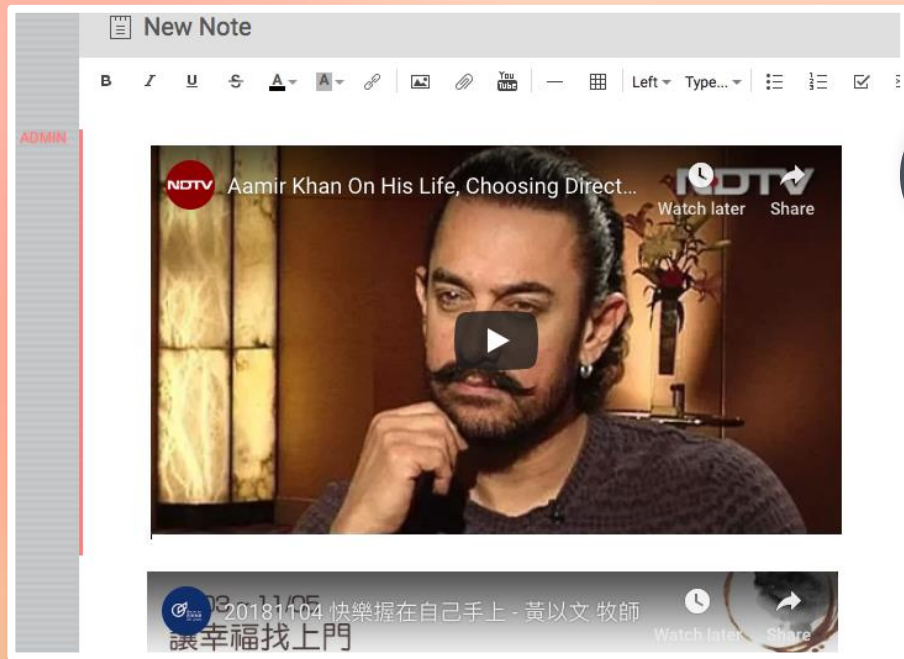 New Note
B I U S A A You Tube Left Type...
ADMIN
NDTV Aamir Khan On His Life, Choosing Direct... NDTV
Watch later Share
11/05
20181104 快樂握在自己手上 - 黃以文 牧師
讓幸福找上門
Watch later Share